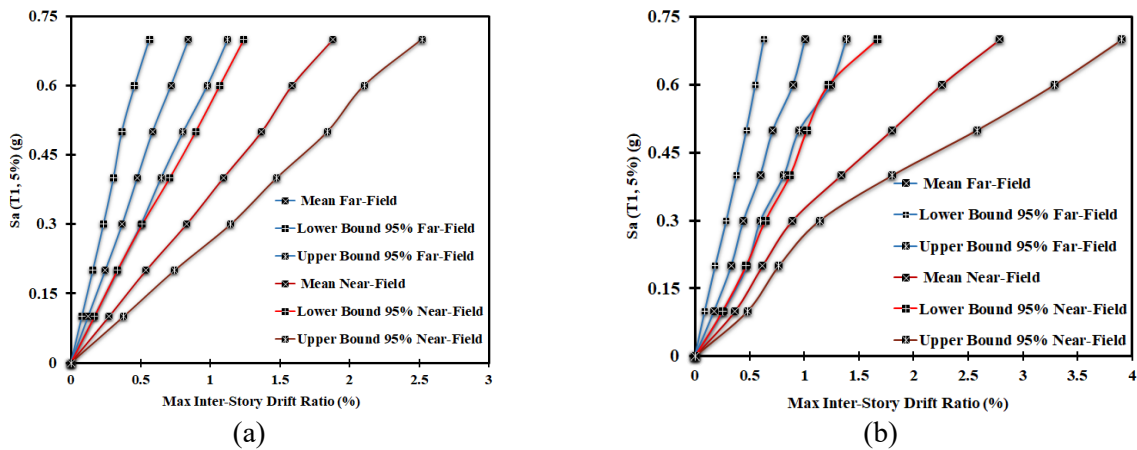 0.75
0.6
0.45
0.3
0.15
0
0
0.5
1
1.5
2
2.5
3
Sa (T1, 5%) (g)
Max Inter-Story Drift Ratio (%)
Mean Far-Field
Lower Bound 95% Far-Field
Upper Bound 95% Far-Field
Mean Near-Field
Lower Bound 95% Near-Field
Upper Bound 95% Near-Field
(a)
0.75
0.6
0.45
0.3
0.15
0
0
0.5
1
1.5
2
2.5
3
3.5
4
Sa (T1, 5%) (g)
Max Inter-Story Drift Ratio (%)
Mean Far-Field
Lower Bound 95% Far-Field
Upper Bound 95% Far-Field
Mean Near-Field
Lower Bound 95% Near-Field
Upper Bound 95% Near-Field
(b)